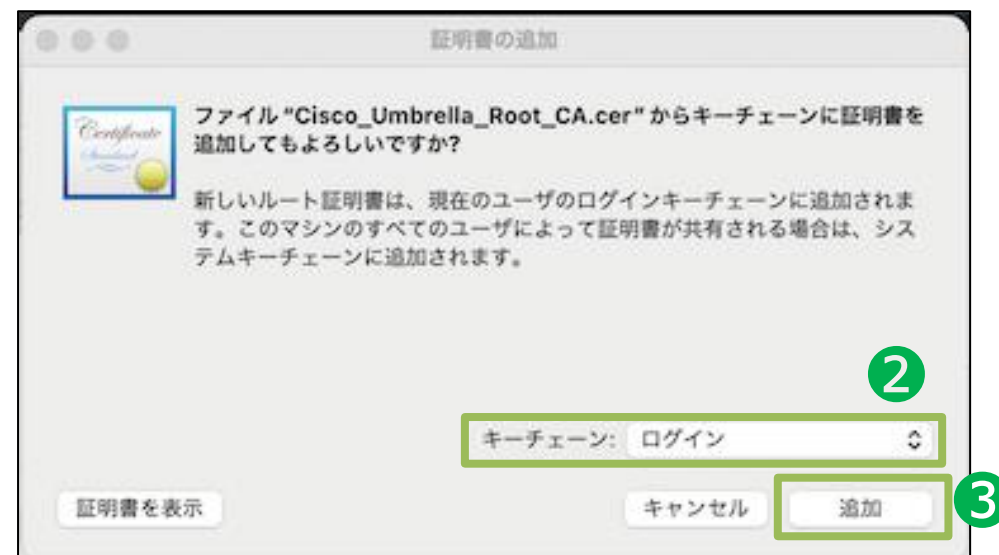 証明書の追加
Certificate
Standard
ファイル“Cisco_Umbrella_Root_CA.cer”からキーチェーンに証明書を
追加してもよろしいですか?
新しいルート証明書は、現在のユーザのログインキーチェーンに追加されま
す。このマシンのすべてのユーザによって証明書が共有される場合は、シス
テムキーチェーンに追加されます。
2
キーチェーン: ログイン
証明書を表示 キャンセル 追加 3